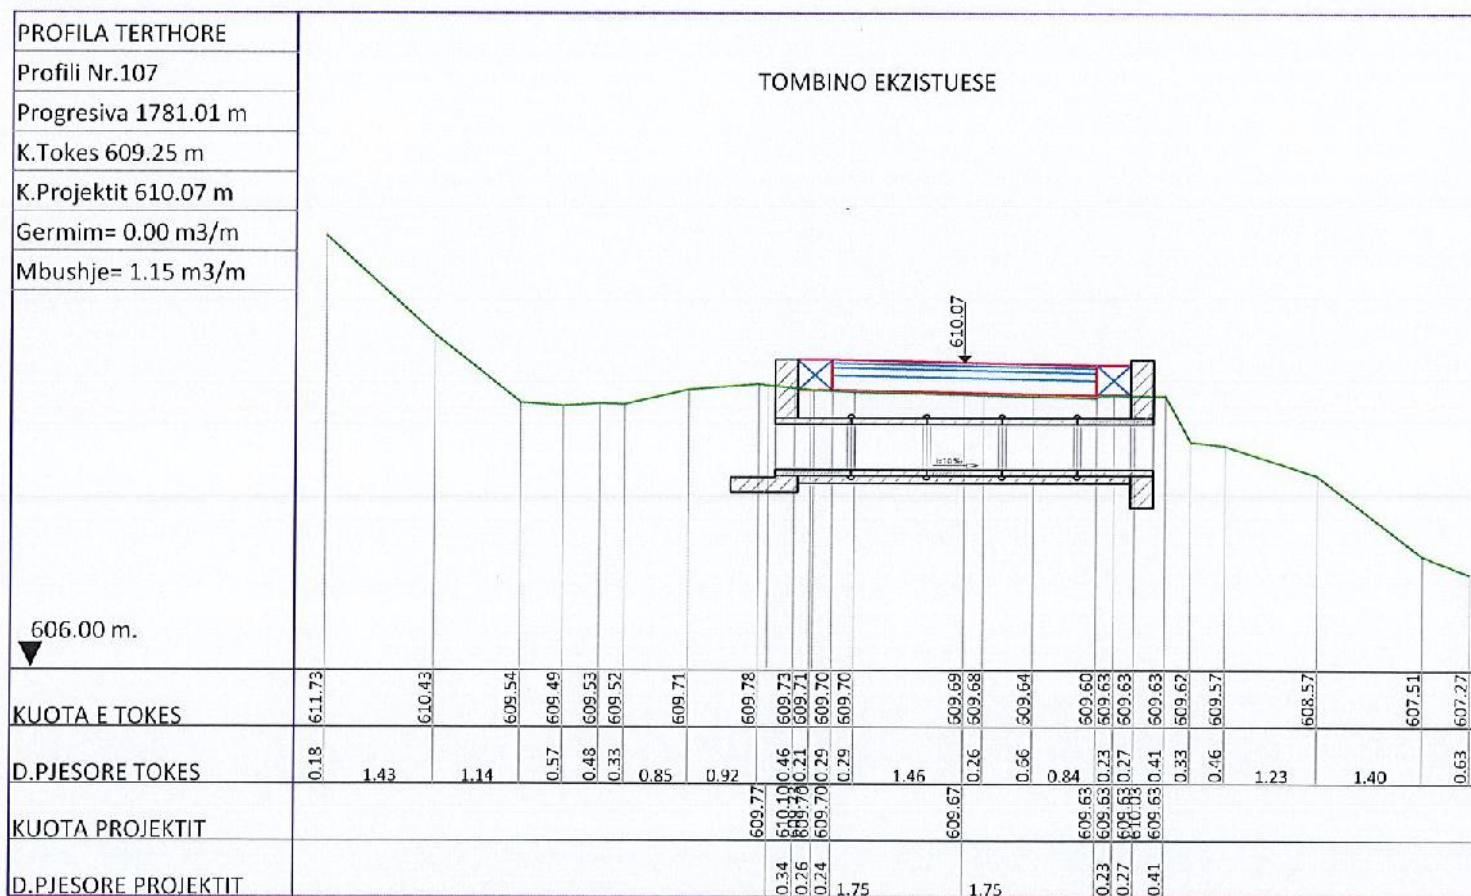 PROFILA TERTHORE
Profili Nr.107
Progresiva 1781.01 m
K.Tokes 609.25 m
K.Projektit 610.07 m
Germim= 0.00 m3/m
Mbushje= 1.15 m3/m
TOMBINO EKZISTUESE
610.07
606.00 m.
KUOTA E TOKES 611.73 610.43 609.54 609.49 609.53 609.52 609.71 609.78 609.73 609.71 609.70 609.70 609.69 609.68 609.64 609.60 609.63 609.63 609.63 609.62 609.57 608.57 607.51 607.27
D.PJESORE TOKES 0.18 1.43 1.14 0.57 0.48 0.33 0.85 0.92 0.46 0.21 0.29 0.29 1.46 0.26 0.66 0.84 0.23 0.27 0.41 0.33 0.46 1.23 1.40 0.63
KUOTA PROJEKTIT 609.77 610.10 609.70 609.70 609.67 609.63 609.63 609.63 610.03 609.63
D.PJESORE PROJEKTIT 0.34 0.26 0.24 1.75 1.75 0.23 0.27 0.41